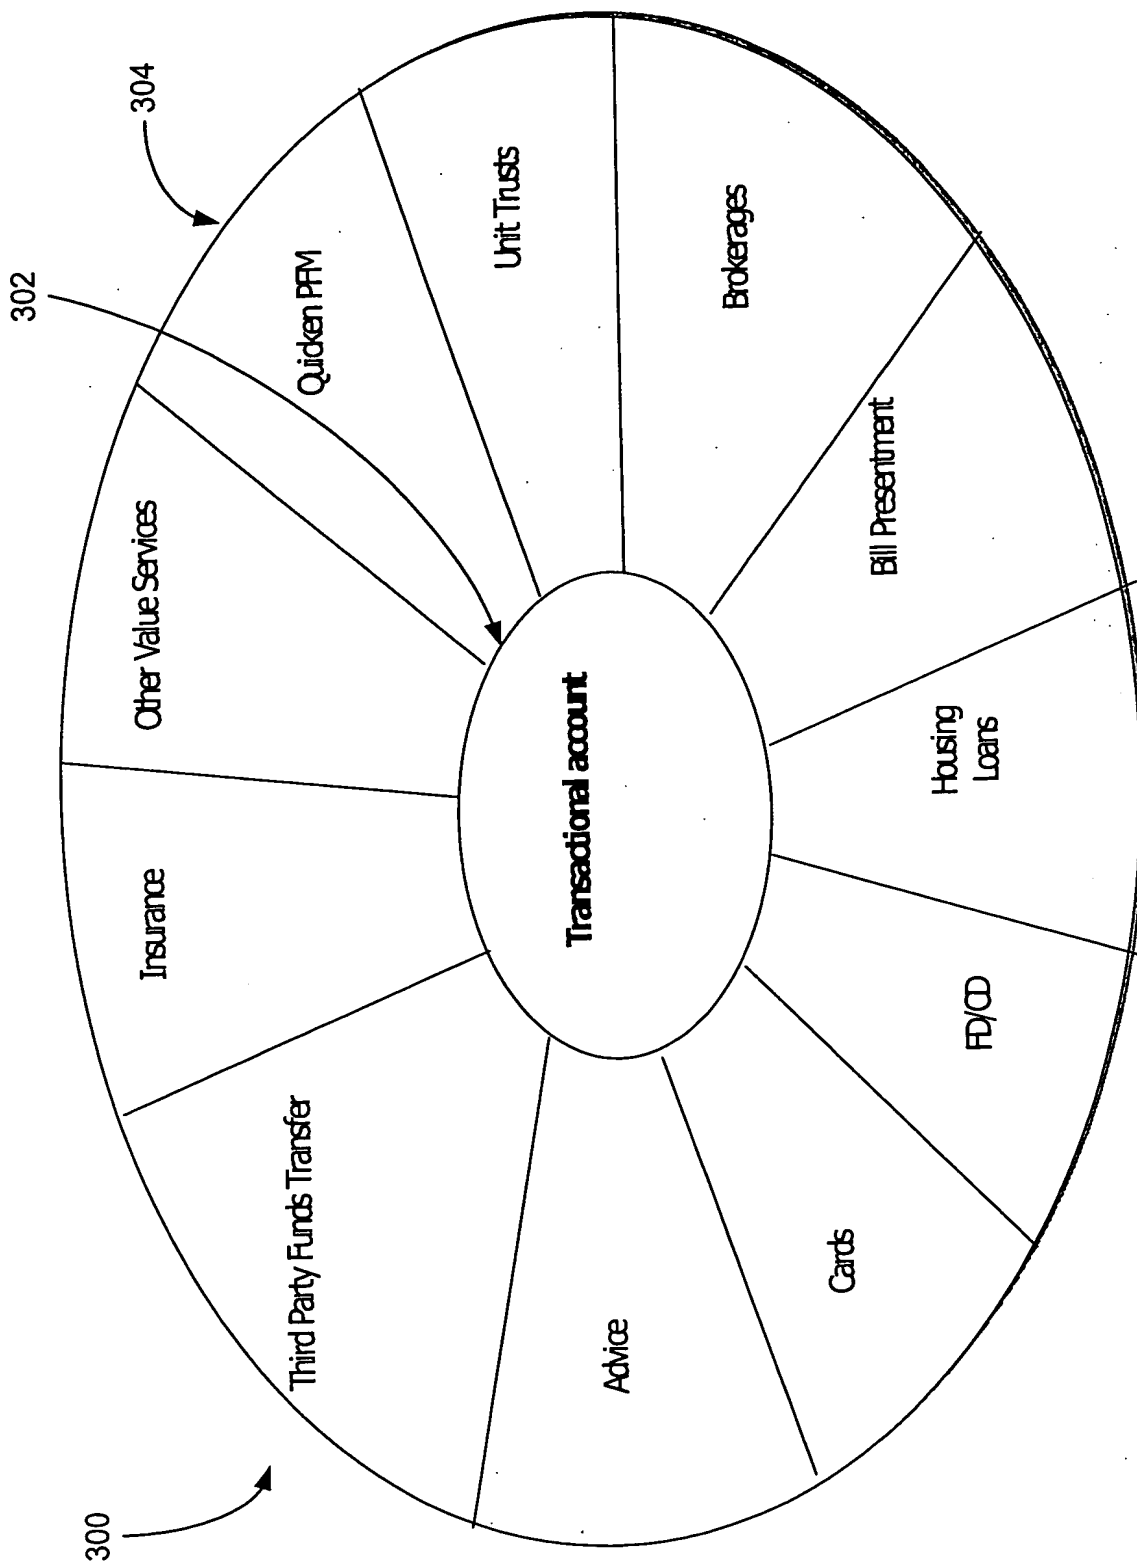 300
302
304
Third Party Funds Transfer
Insurance
Other Value Services
Quicken PFM
Unit Trusts
Brokerages
Bill Presentment
Housing
Loans
FD/CD
Cards
Advice
Transactional account